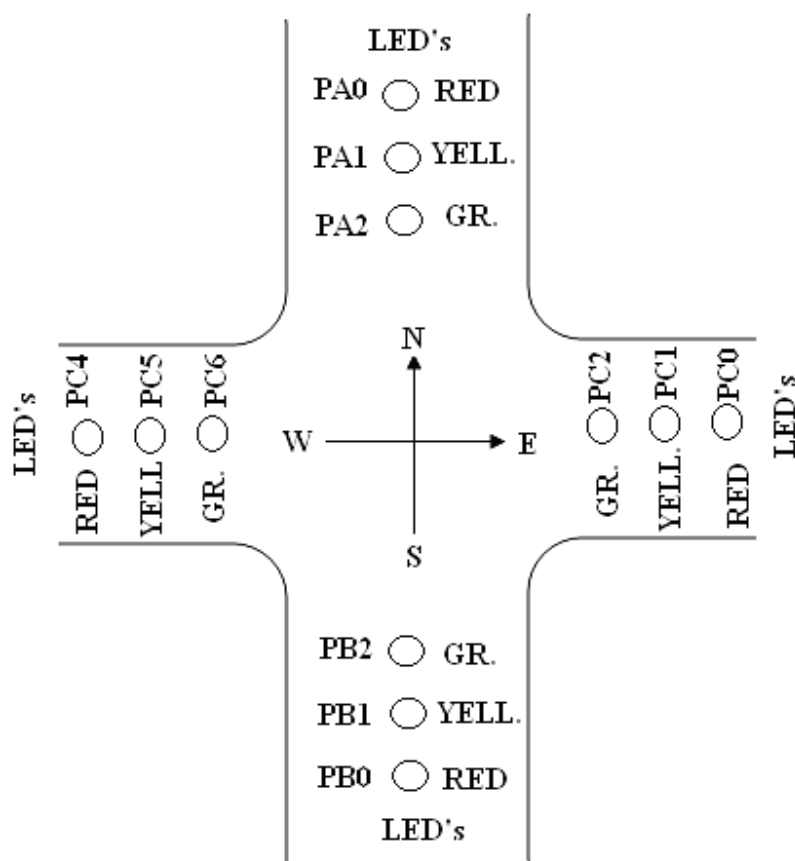 LED's
PA0 RED
PA1 YELL.
PA2 GR.
N
W E
S
LED's
PC4 PC5 PC6
RED YELL GR.
PC2 PC1 PC0
GR. YELL. RED
LED's
PB2 GR.
PB1 YELL.
PB0 RED
LED's